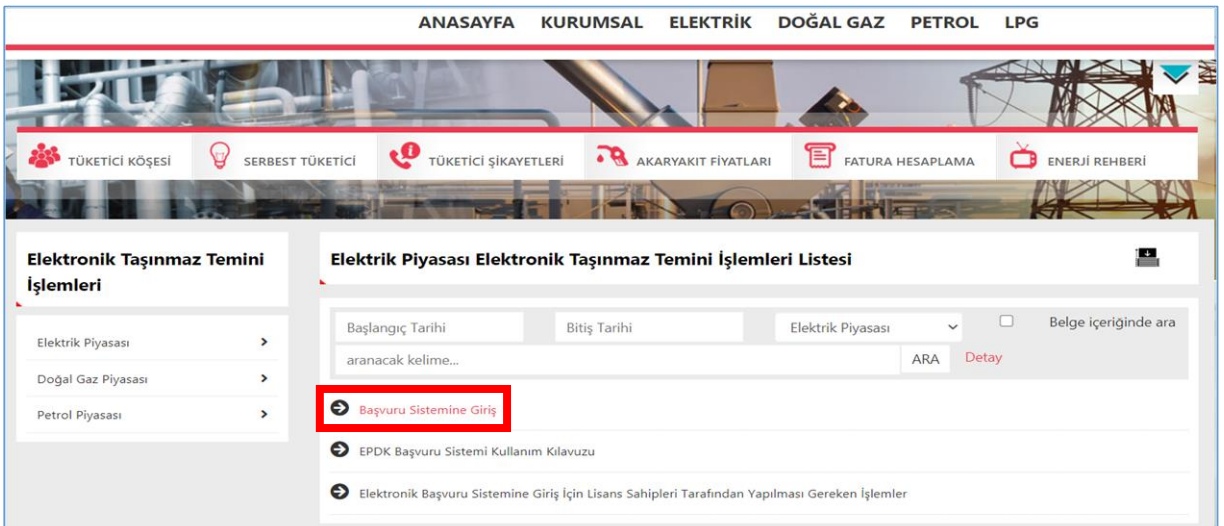 ANASAYFA KURUMSAL ELEKTRİK DOĞAL GAZ PETROL LPG
TÜKETİCİ KÖŞESİ SERBEST TÜKETİCİ TÜKETİCİ ŞİKAYETLERİ AKARYAKIT FİYATLARI FATURA HESAPLAMA ENERJİ REHBERİ
Elektronik Taşınmaz Temini
İşlemleri
Elektrik Piyasası
Doğal Gaz Piyasası
Petrol Piyasası
Elektrik Piyasası Elektronik Taşınmaz Temini İşlemleri Listesi
Başlangıç Tarihi Bitiş Tarihi Elektrik Piyasası Belge içeriğinde ara
aranacak kelime... ARA Detay
Başvuru Sistemine Giriş
EPDK Başvuru Sistemi Kullanım Kılavuzu
Elektronik Başvuru Sistemine Giriş İçin Lisans Sahipleri Tarafından Yapılması Gereken İşlemler